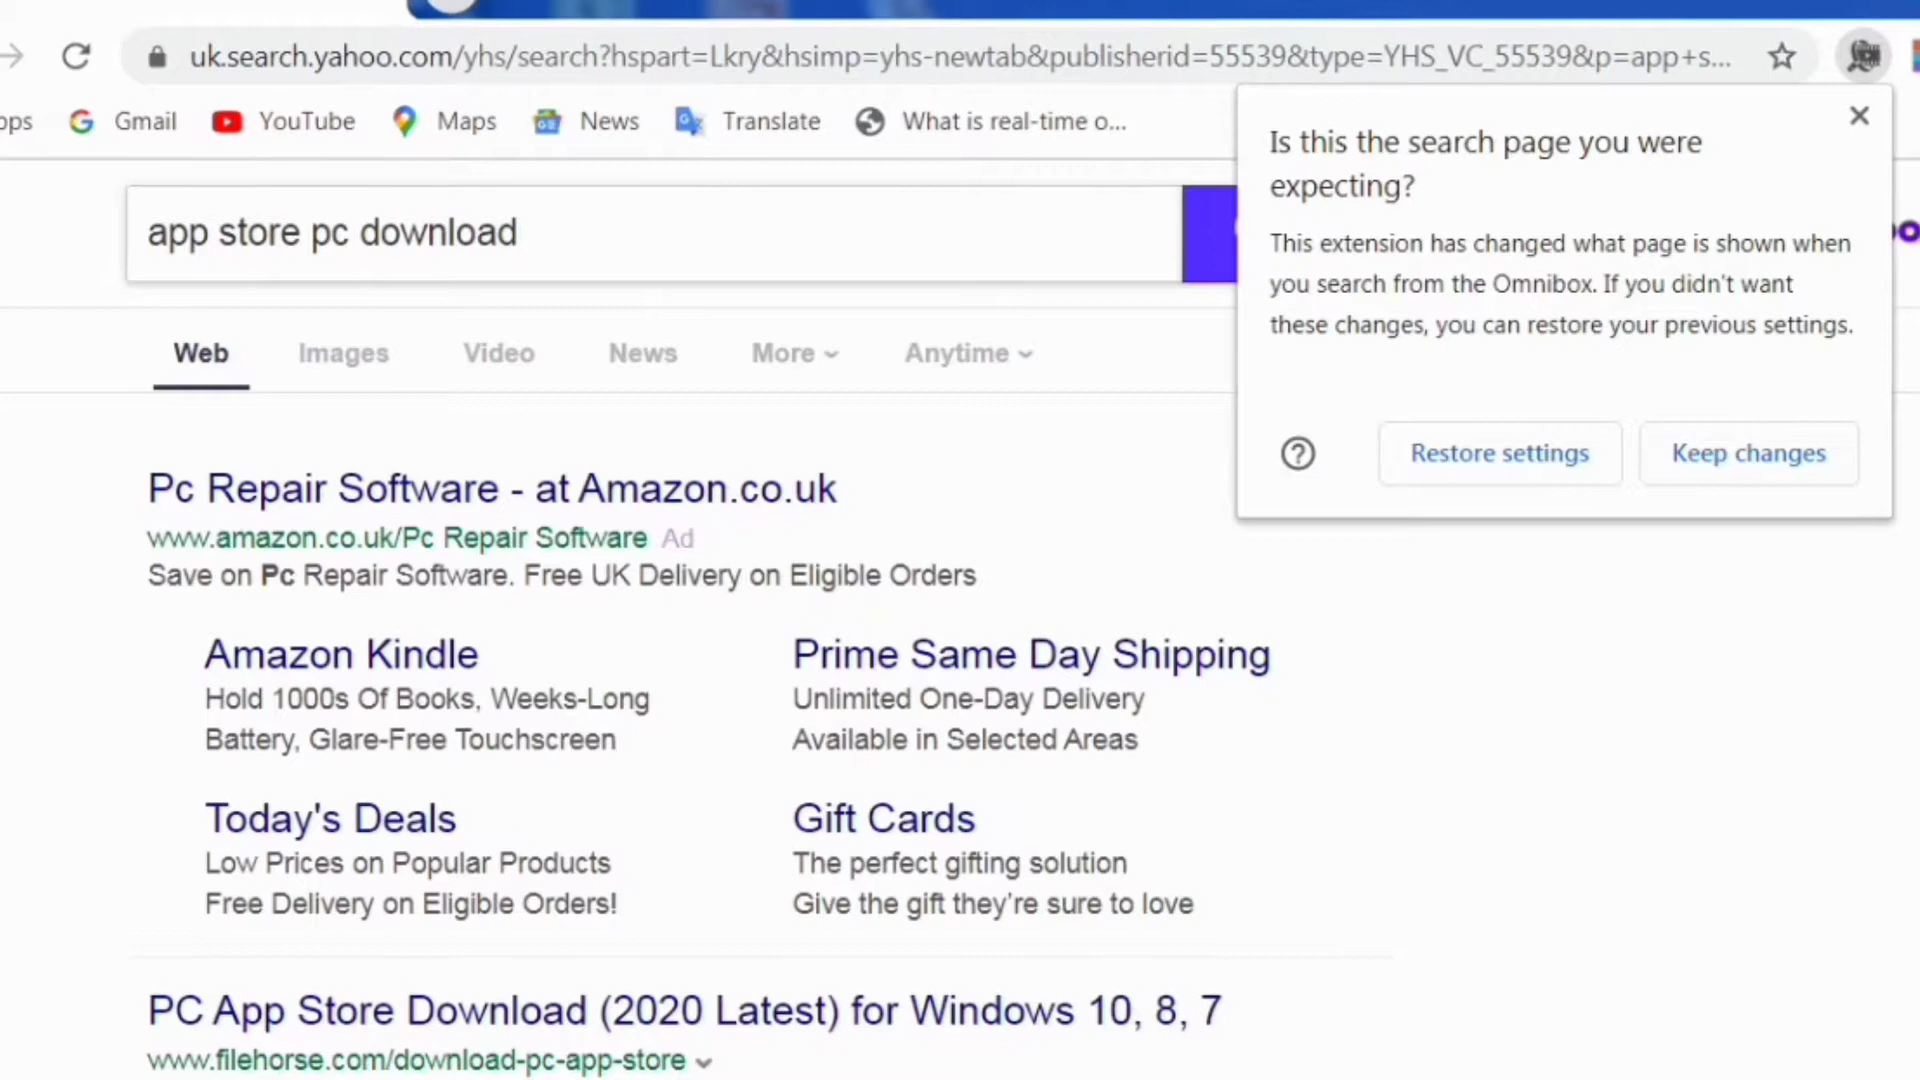 uk.search.yahoo.com/yhs/search?hspart=Lkry&hsimp=yhs-newtab&publisherid=55539&type=YHS_VC_55539&p=app+s...
ops Gmail YouTube Maps News Translate What is real-time o...
Is this the search page you were
expecting?
This extension has changed what page is shown when
you search from the Omnibox. If you didn't want
these changes, you can restore your previous settings.
Restore settings Keep changes
app store pc download
Web Images Video News More Anytime
Pc Repair Software - at Amazon.co.uk
www.amazon.co.uk/Pc Repair Software Ad
Save on Pc Repair Software. Free UK Delivery on Eligible Orders
Amazon Kindle
Hold 1000s Of Books, Weeks-Long
Battery, Glare-Free Touchscreen
Prime Same Day Shipping
Unlimited One-Day Delivery
Available in Selected Areas
Today's Deals
Low Prices on Popular Products
Free Delivery on Eligible Orders!
Gift Cards
The perfect gifting solution
Give the gift they're sure to love
PC App Store Download (2020 Latest) for Windows 10, 8, 7
www.filehorse.com/download-pc-app-store